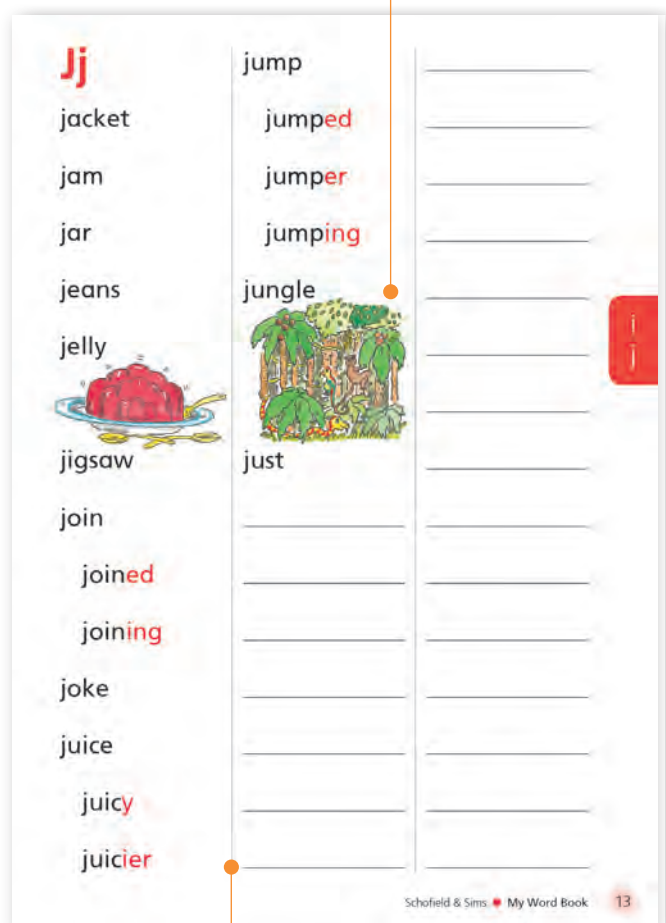 Jj
jacket
jam
jar
jeans
jelly
jigsaw
join
joined
joining
joke
juice
juicy
juicier
jump
jumped
jumper
jumping
jungle
just
i
j
Schofield & Sims My Word Book 13